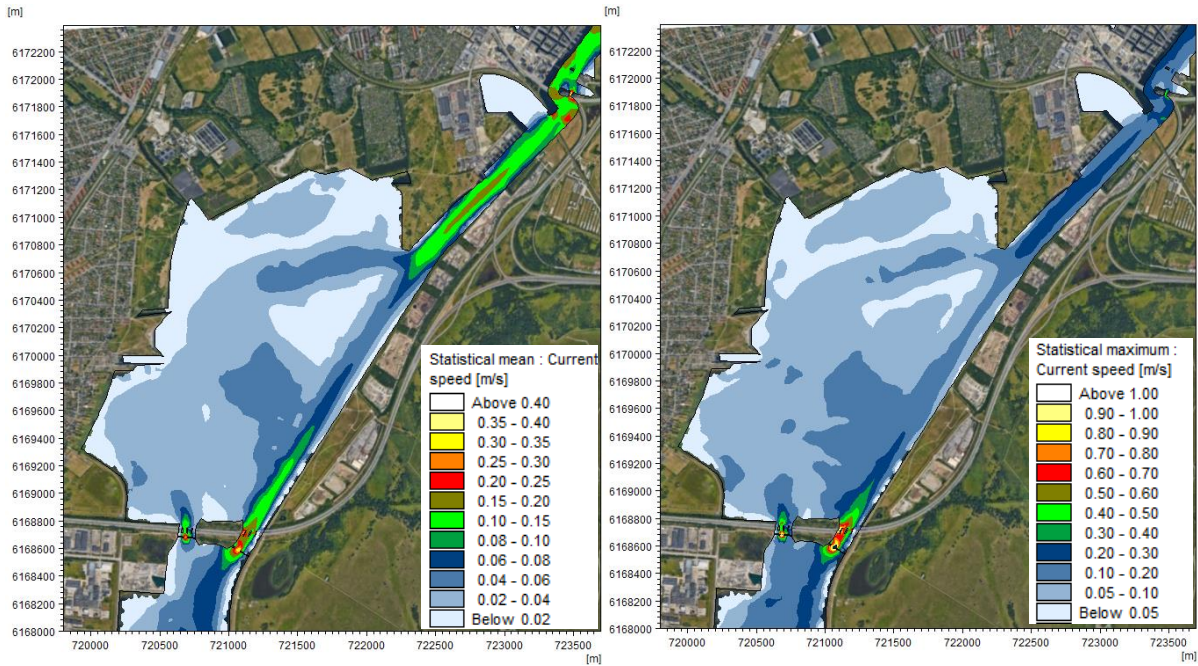 [m]
6172200
6172000
6171800
6171600
6171400
6171200
6171000
6170800
6170600
6170400
6170200
6170000
6169800
6169600
6169400
6169200
6169000
6168800
6168600
6168400
6168200
6168000
Statistical mean : Current
speed [m/s]
Above 0.40
0.35 - 0.40
0.30 - 0.35
0.25 - 0.30
0.20 - 0.25
0.15 - 0.20
0.10 - 0.15
0.08 - 0.10
0.06 - 0.08
0.04 - 0.06
0.02 - 0.04
Below 0.02
720000
720500
721000
721500
722000
722500
723000
723500
[m]
[m]
6172200
6172000
6171800
6171600
6171400
6171200
6171000
6170800
6170600
6170400
6170200
6170000
6169800
6169600
6169400
6169200
6169000
6168800
6168600
6168400
6168200
6168000
Statistical maximum :
Current speed [m/s]
Above 1.00
0.90 - 1.00
0.80 - 0.90
0.70 - 0.80
0.60 - 0.70
0.50 - 0.60
0.40 - 0.50
0.30 - 0.40
0.20 - 0.30
0.10 - 0.20
0.05 - 0.10
Below 0.05
720000
720500
721000
721500
722000
722500
723000
723500
[m]